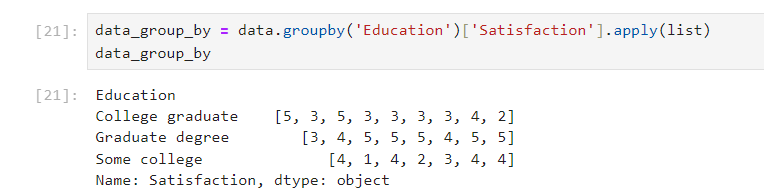 [21]: data_group_by = data.groupby('Education')['Satisfaction'].apply(list)
data_group_by
[21]: Education
College graduate    [5, 3, 5, 3, 3, 3, 3, 4, 2]
Graduate degree        [3, 4, 5, 5, 5, 4, 5, 5]
Some college              [4, 1, 4, 2, 3, 4, 4]
Name: Satisfaction, dtype: object